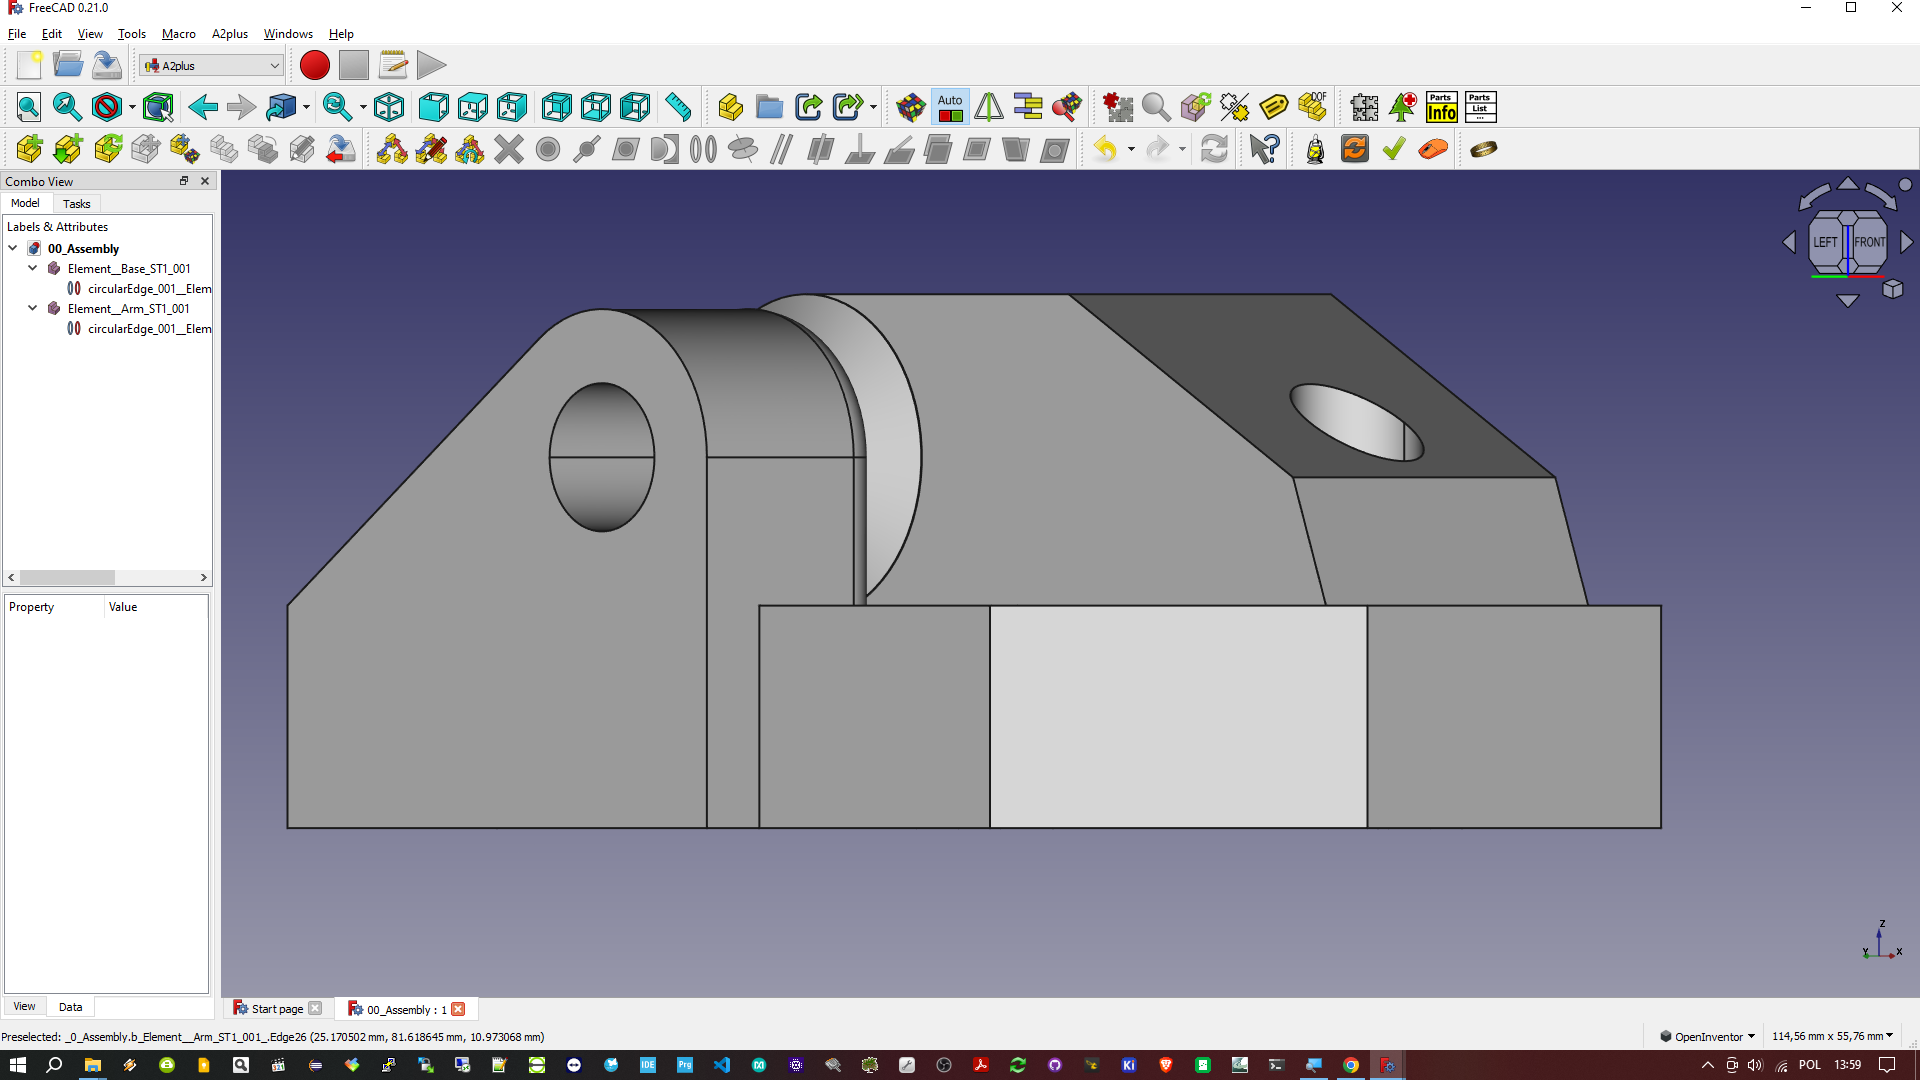 FreeCAD 0.21.0
File Edit View Tools Macro A2plus Windows Help
A2plus
Auto
DOF
Parts Info
Parts List
Combo View
Model Tasks
Labels & Attributes
00_Assembly
Element__Base_ST1_001
circularEdge_001__Elem
Element__Arm_ST1_001
circularEdge_001__Elem
LEFT FRONT
Property Value
Z
Y X
View Data
Start page 00_Assembly : 1
Preselected: _0_Assembly.b_Element__Arm_ST1_001_.Edge26 (25.170502 mm, 81.618645 mm, 10.973068 mm)
OpenInventor 114,56 mm x 55,76 mm
IDE Prg Ki
POL 13:59